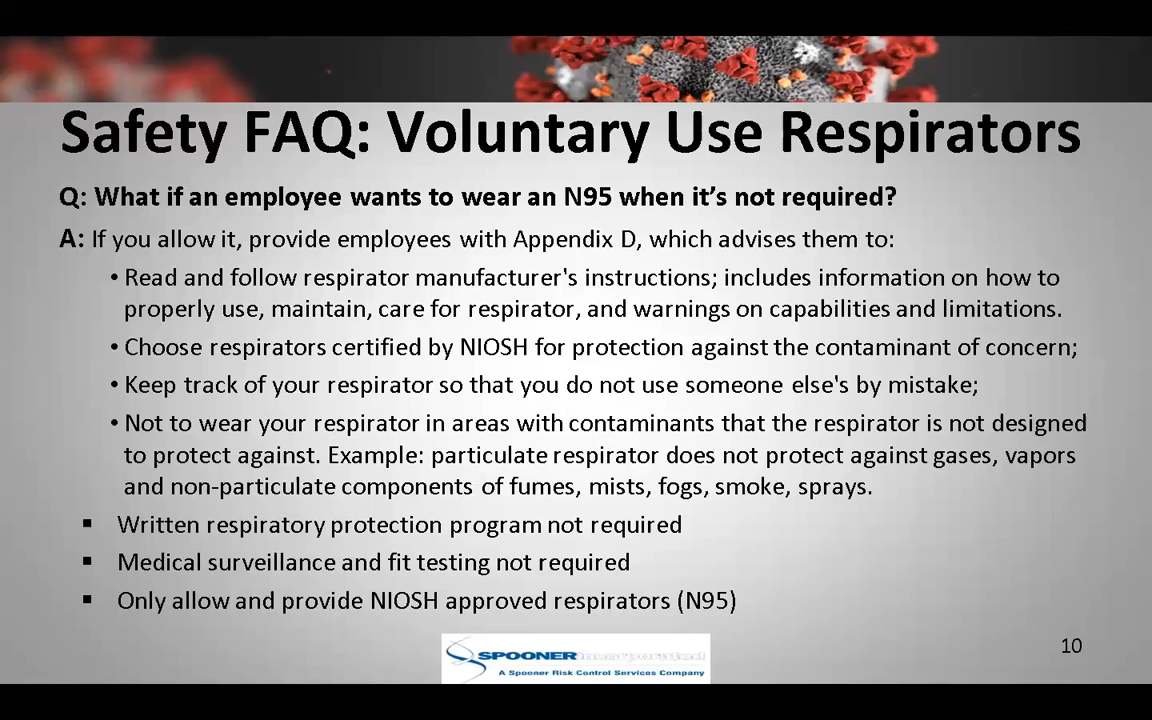 Safety FAQ: Voluntary Use Respirators
Q: What if an employee wants to wear an N95 when it’s not required?
A: If you allow it, provide employees with Appendix D, which advises them to:
• Read and follow respirator manufacturer's instructions; includes information on how to
properly use, maintain, care for respirator, and warnings on capabilities and limitations.
• Choose respirators certified by NIOSH for protection against the contaminant of concern;
• Keep track of your respirator so that you do not use someone else's by mistake;
• Not to wear your respirator in areas with contaminants that the respirator is not designed
to protect against. Example: particulate respirator does not protect against gases, vapors
and non-particulate components of fumes, mists, fogs, smoke, sprays.
▪ Written respiratory protection program not required
▪ Medical surveillance and fit testing not required
▪ Only allow and provide NIOSH approved respirators (N95)
SPOONER Incorporated
A Spooner Risk Control Services Company
10